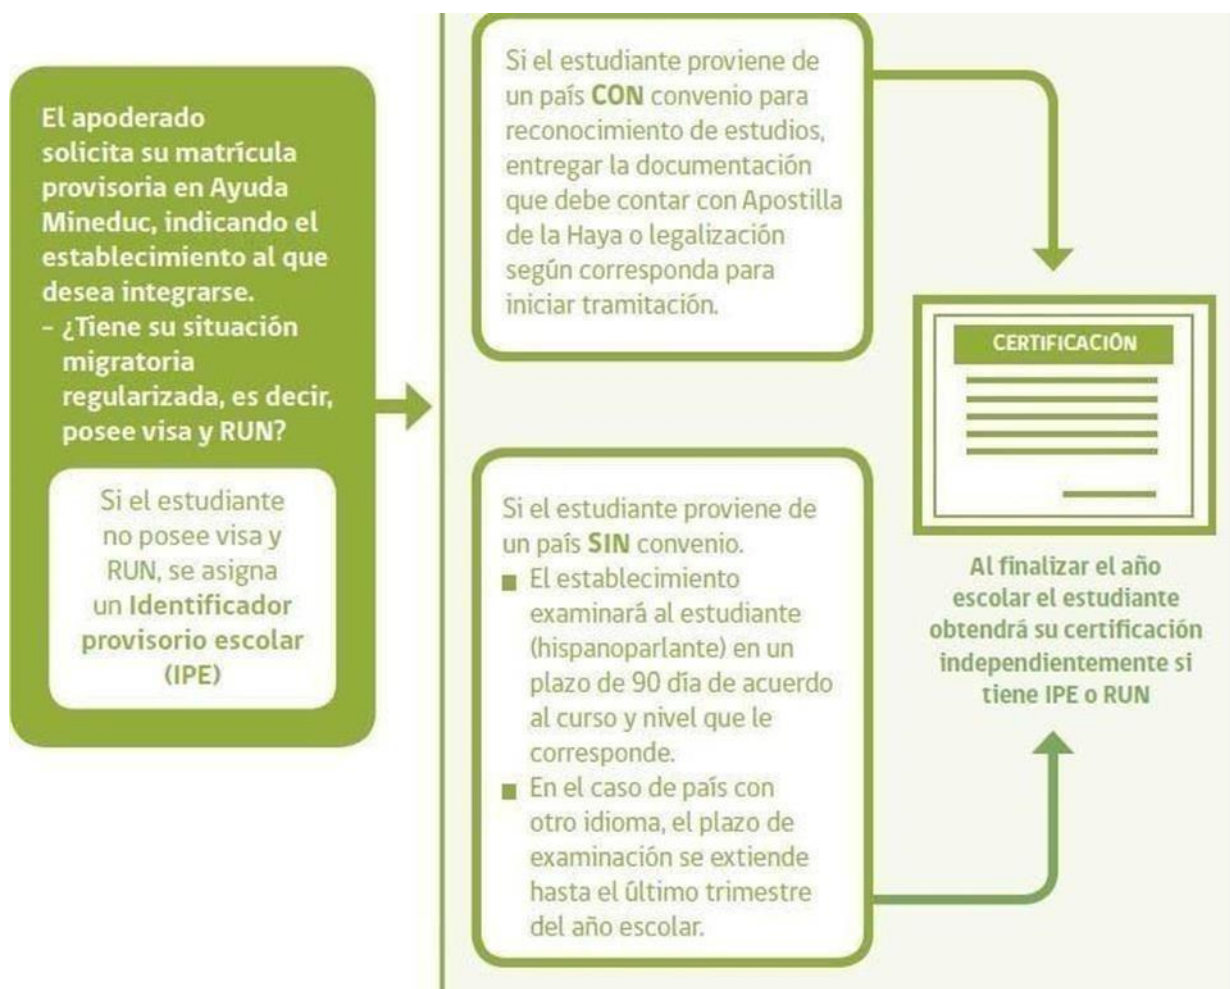 El apoderado
solicita su matrícula
provisoria en Ayuda
Mineduc, indicando el
establecimiento al que
desea integrarse.
– ¿Tiene su situación
migratoria
regularizada, es decir,
posee visa y RUN?
Si el estudiante
no posee visa y
RUN, se asigna
un Identificador
provisorio escolar
(IPE)
Si el estudiante proviene de
un país CON convenio para
reconocimiento de estudios,
entregar la documentación
que debe contar con Apostilla
de la Haya o legalización
según corresponda para
iniciar tramitación.
Si el estudiante proviene de
un país SIN convenio.
■ El establecimiento
examinará al estudiante
(hispanoparlante) en un
plazo de 90 día de acuerdo
al curso y nivel que le
corresponde.
■ En el caso de país con
otro idioma, el plazo de
examinación se extiende
hasta el último trimestre
del año escolar.
CERTIFICACIÓN
Al finalizar el año
escolar el estudiante
obtendrá su certificación
independientemente si
tiene IPE o RUN